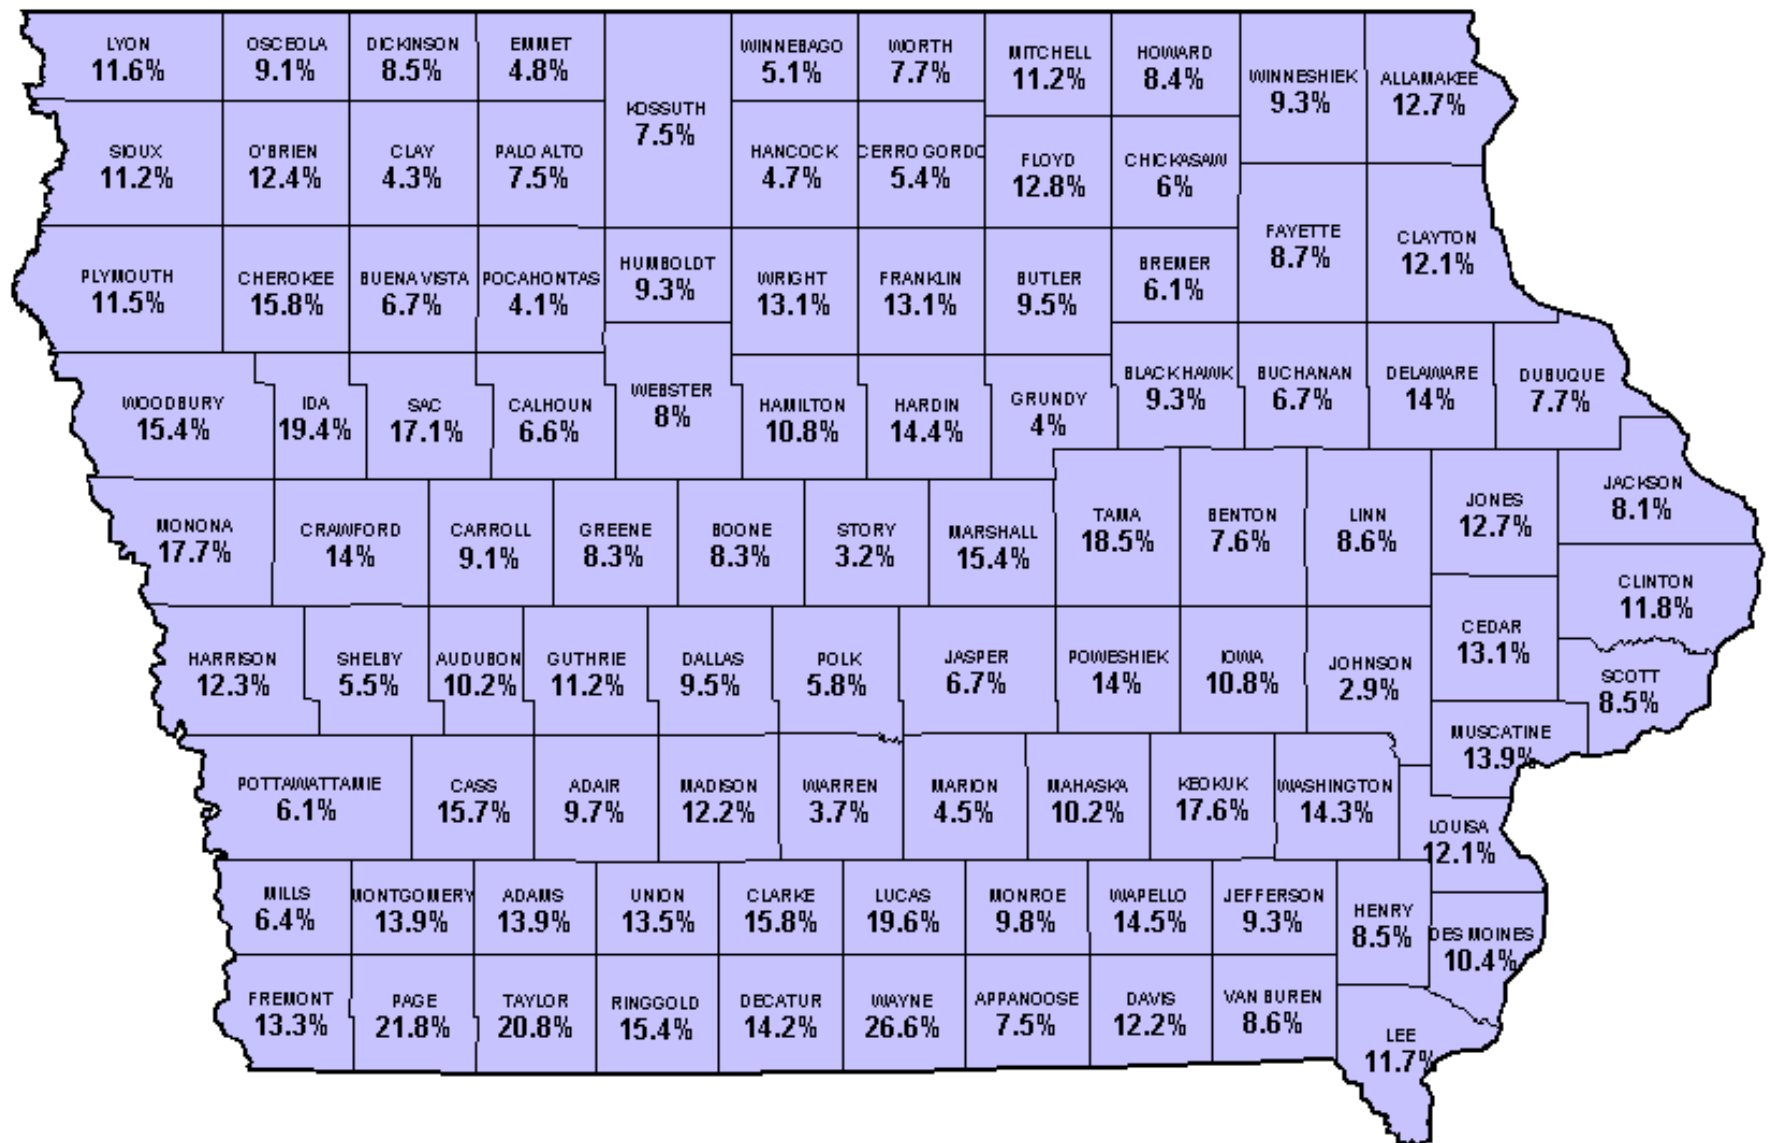 LYON
11.6%
OSCEOLA
9.1%
DICKINSON
8.5%
EMMET
4.8%
KOSSUTH
7.5%
WINNEBAGO
5.1%
WORTH
7.7%
MITCHELL
11.2%
HOWARD
8.4%
WINNESHIEK
9.3%
ALLAMAKEE
12.7%
SIOUX
11.2%
O'BRIEN
12.4%
CLAY
4.3%
PALO ALTO
7.5%
HANCOCK
4.7%
CERRO GORDO
5.4%
FLOYD
12.8%
CHICKASAW
6%
FAYETTE
8.7%
CLAYTON
12.1%
PLYMOUTH
11.5%
CHEROKEE
15.8%
BUENA VISTA
6.7%
POCAHONTAS
4.1%
HUMBOLDT
9.3%
WRIGHT
13.1%
FRANKLIN
13.1%
BUTLER
9.5%
BREMER
6.1%
WOODBURY
15.4%
IDA
19.4%
SAC
17.1%
CALHOUN
6.6%
WEBSTER
8%
HAMILTON
10.8%
HARDIN
14.4%
GRUNDY
4%
BLACK HAWK
9.3%
BUCHANAN
6.7%
DELAWARE
14%
DUBUQUE
7.7%
MONONA
17.7%
CRAWFORD
14%
CARROLL
9.1%
GREENE
8.3%
BOONE
8.3%
STORY
3.2%
MARSHALL
15.4%
TAMA
18.5%
BENTON
7.6%
LINN
8.6%
JONES
12.7%
JACKSON
8.1%
CLINTON
11.8%
HARRISON
12.3%
SHELBY
5.5%
AUDUBON
10.2%
GUTHRIE
11.2%
DALLAS
9.5%
POLK
5.8%
JASPER
6.7%
POWESHIEK
14%
IOWA
10.8%
JOHNSON
2.9%
CEDAR
13.1%
SCOTT
8.5%
MUSCATINE
13.9%
POTTAWATTAMIE
6.1%
CASS
15.7%
ADAIR
9.7%
MADISON
12.2%
WARREN
3.7%
MARION
4.5%
MAHASKA
10.2%
KEOKUK
17.6%
WASHINGTON
14.3%
LOUISA
12.1%
MILLS
6.4%
MONTGOMERY
13.9%
ADAMS
13.9%
UNION
13.5%
CLARKE
15.8%
LUCAS
19.6%
MONROE
9.8%
WAPELLO
14.5%
JEFFERSON
9.3%
HENRY
8.5%
DES MOINES
10.4%
FREMONT
13.3%
PAGE
21.8%
TAYLOR
20.8%
RINGGOLD
15.4%
DECATUR
14.2%
WAYNE
26.6%
APPANOOSE
7.5%
DAVIS
12.2%
VAN BUREN
8.6%
LEE
11.7%